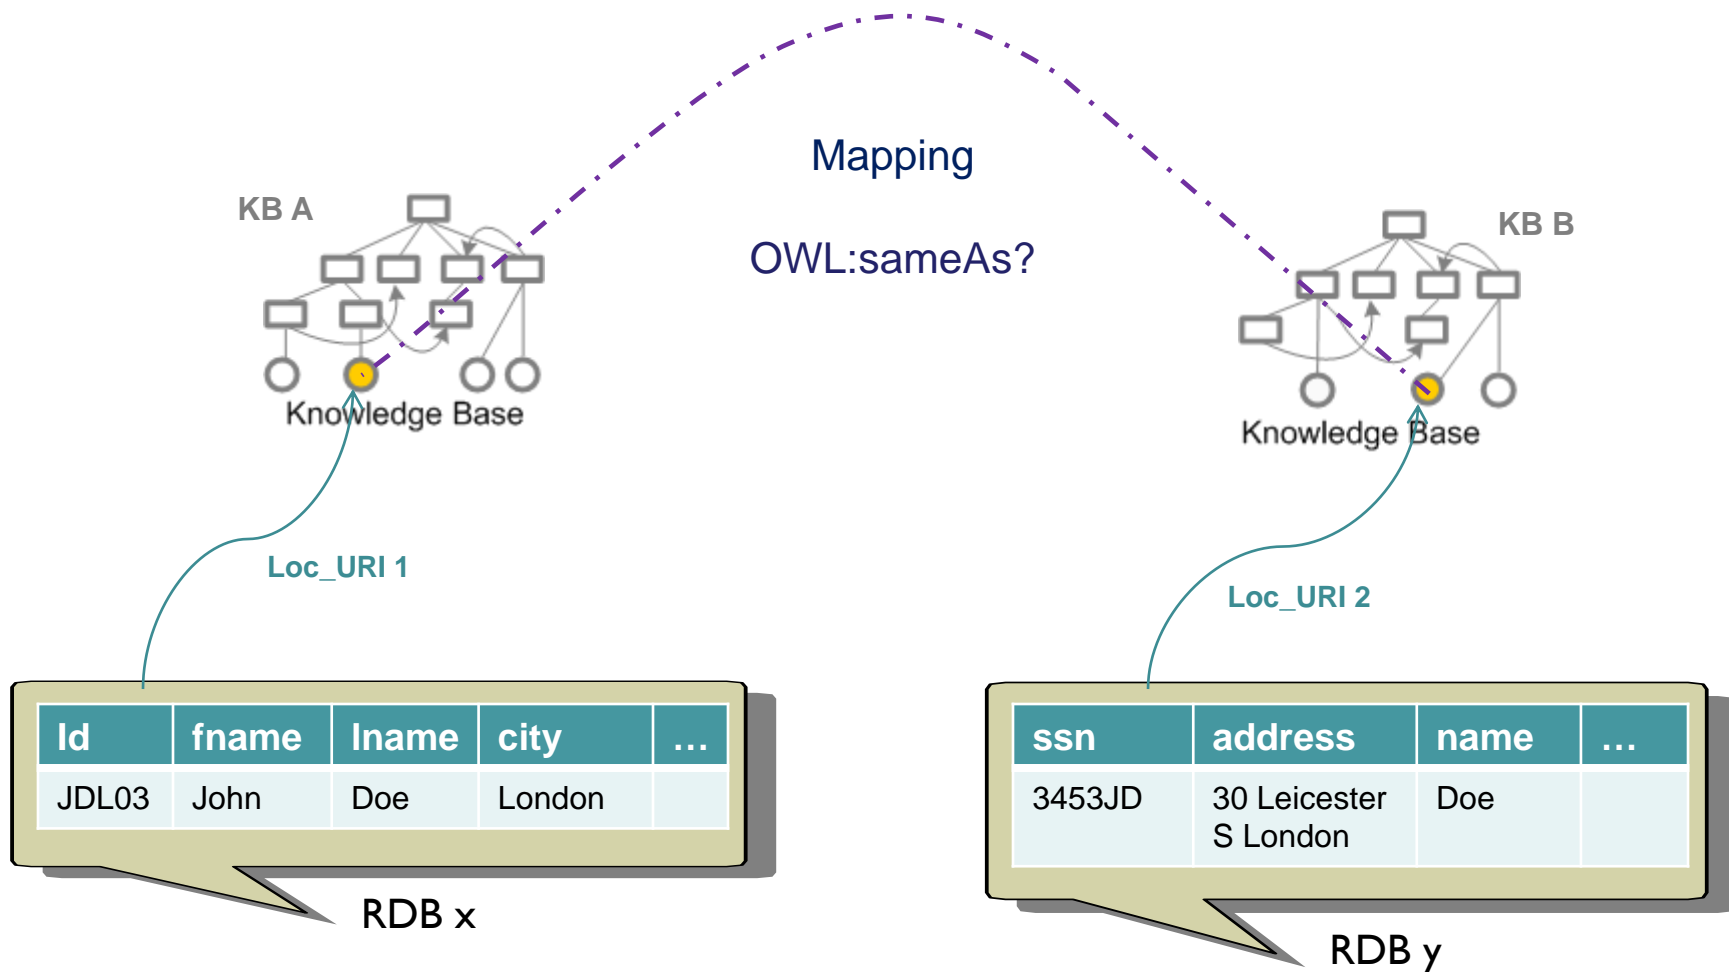 Mapping
OWL:sameAs?
KB A
KB B
Knowledge Base
Knowledge Base
Loc_URI 1
Loc_URI 2
Id fname lname city …
JDL03 John Doe London
RDB x
ssn address name …
3453JD 30 Leicester Doe
S London
RDB y